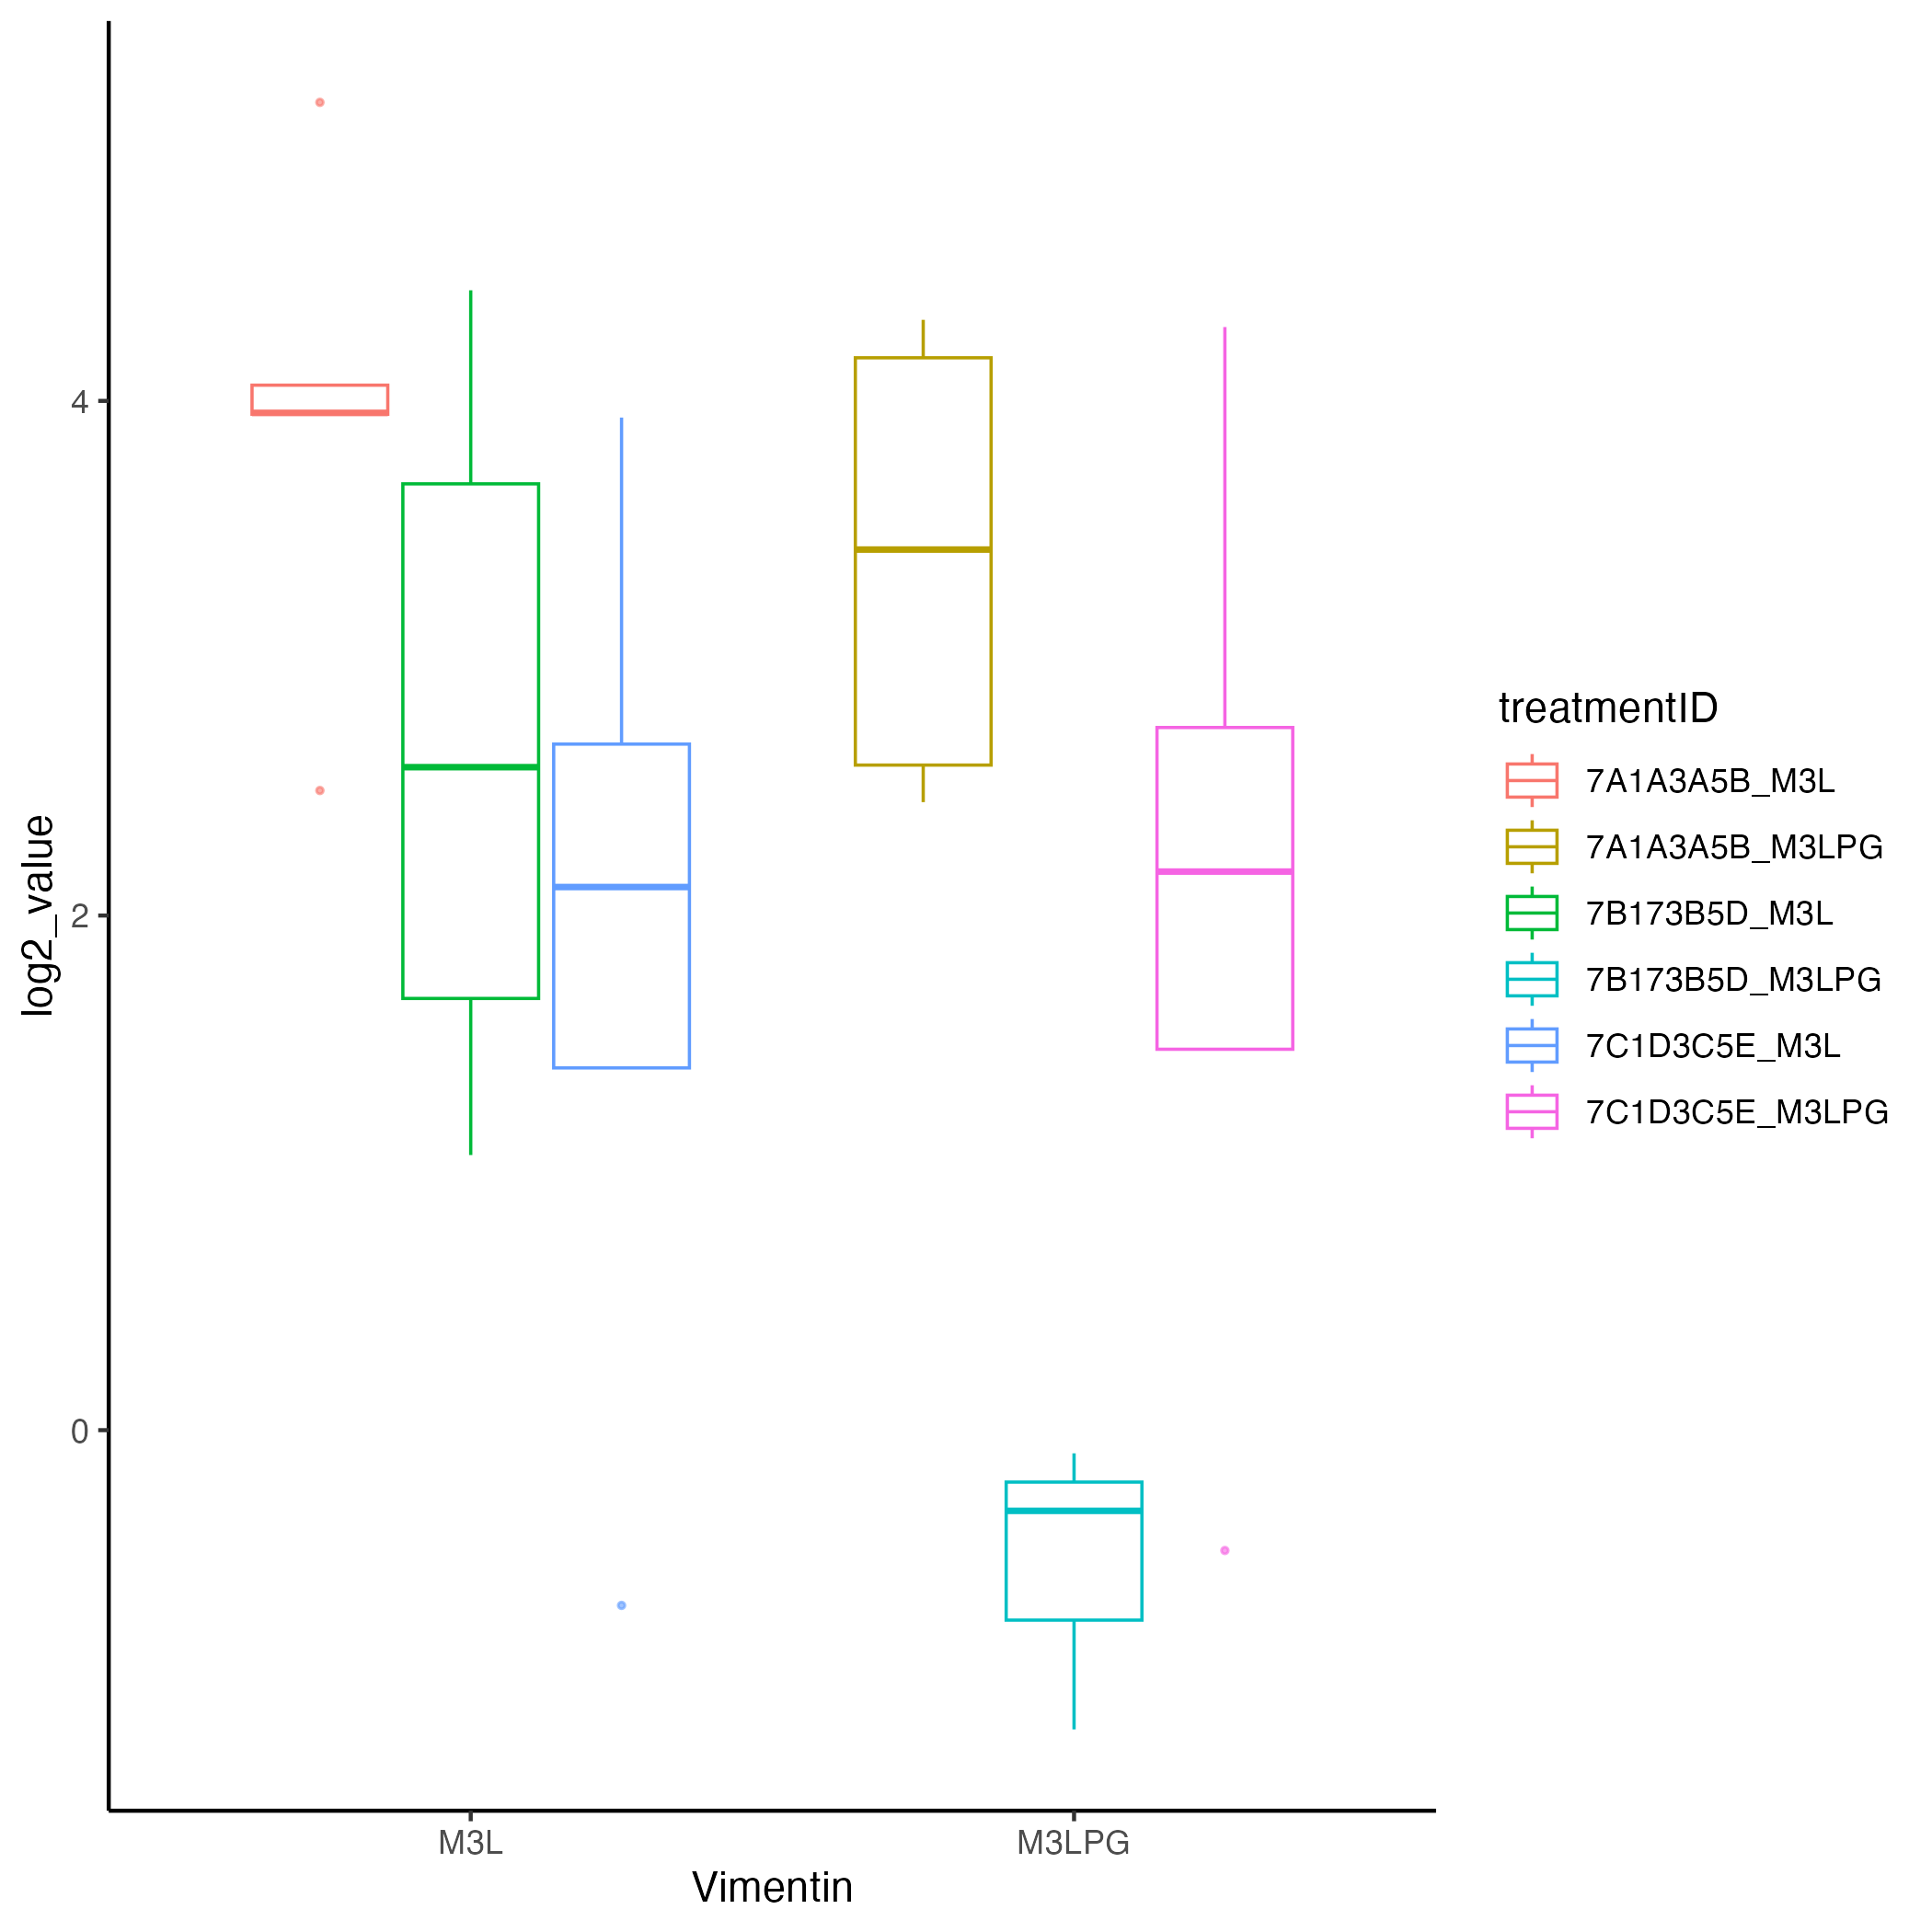 log2_value
4
2
0
M3L
M3LPG
Vimentin
treatmentID
7A1A3A5B_M3L
7A1A3A5B_M3LPG
7B173B5D_M3L
7B173B5D_M3LPG
7C1D3C5E_M3L
7C1D3C5E_M3LPG